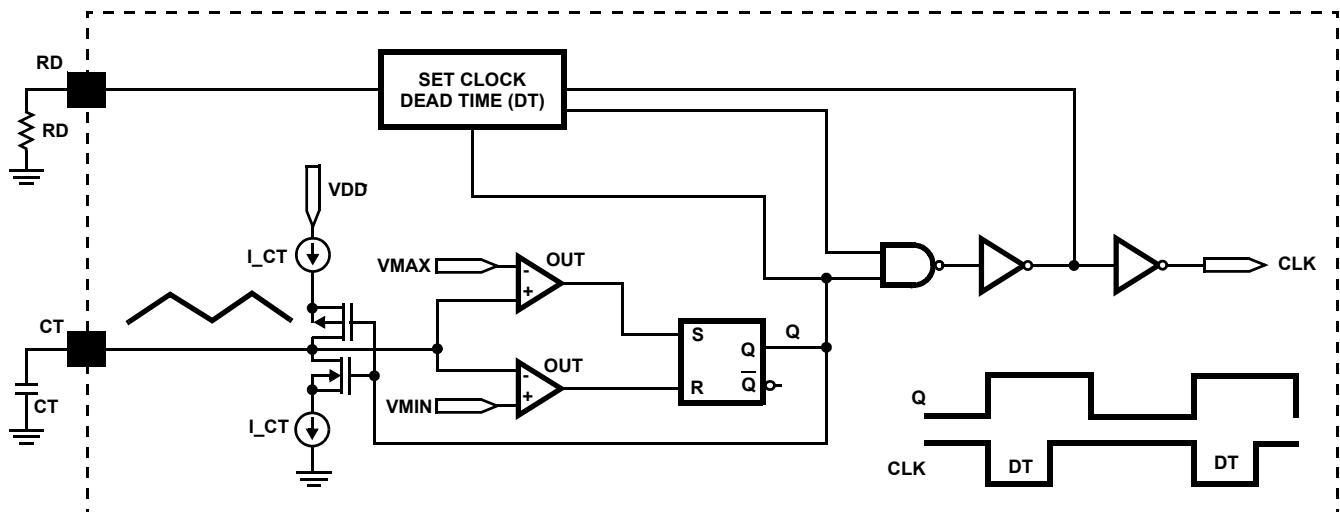 RD
SET CLOCK
DEAD TIME (DT)
RD
VDD
I_CT
VMAX
-
+
OUT
CLK
CT
S
Q
Q
Q
R
OUT
-
+
VMIN
CT
I_CT
Q
CLK
DT
DT